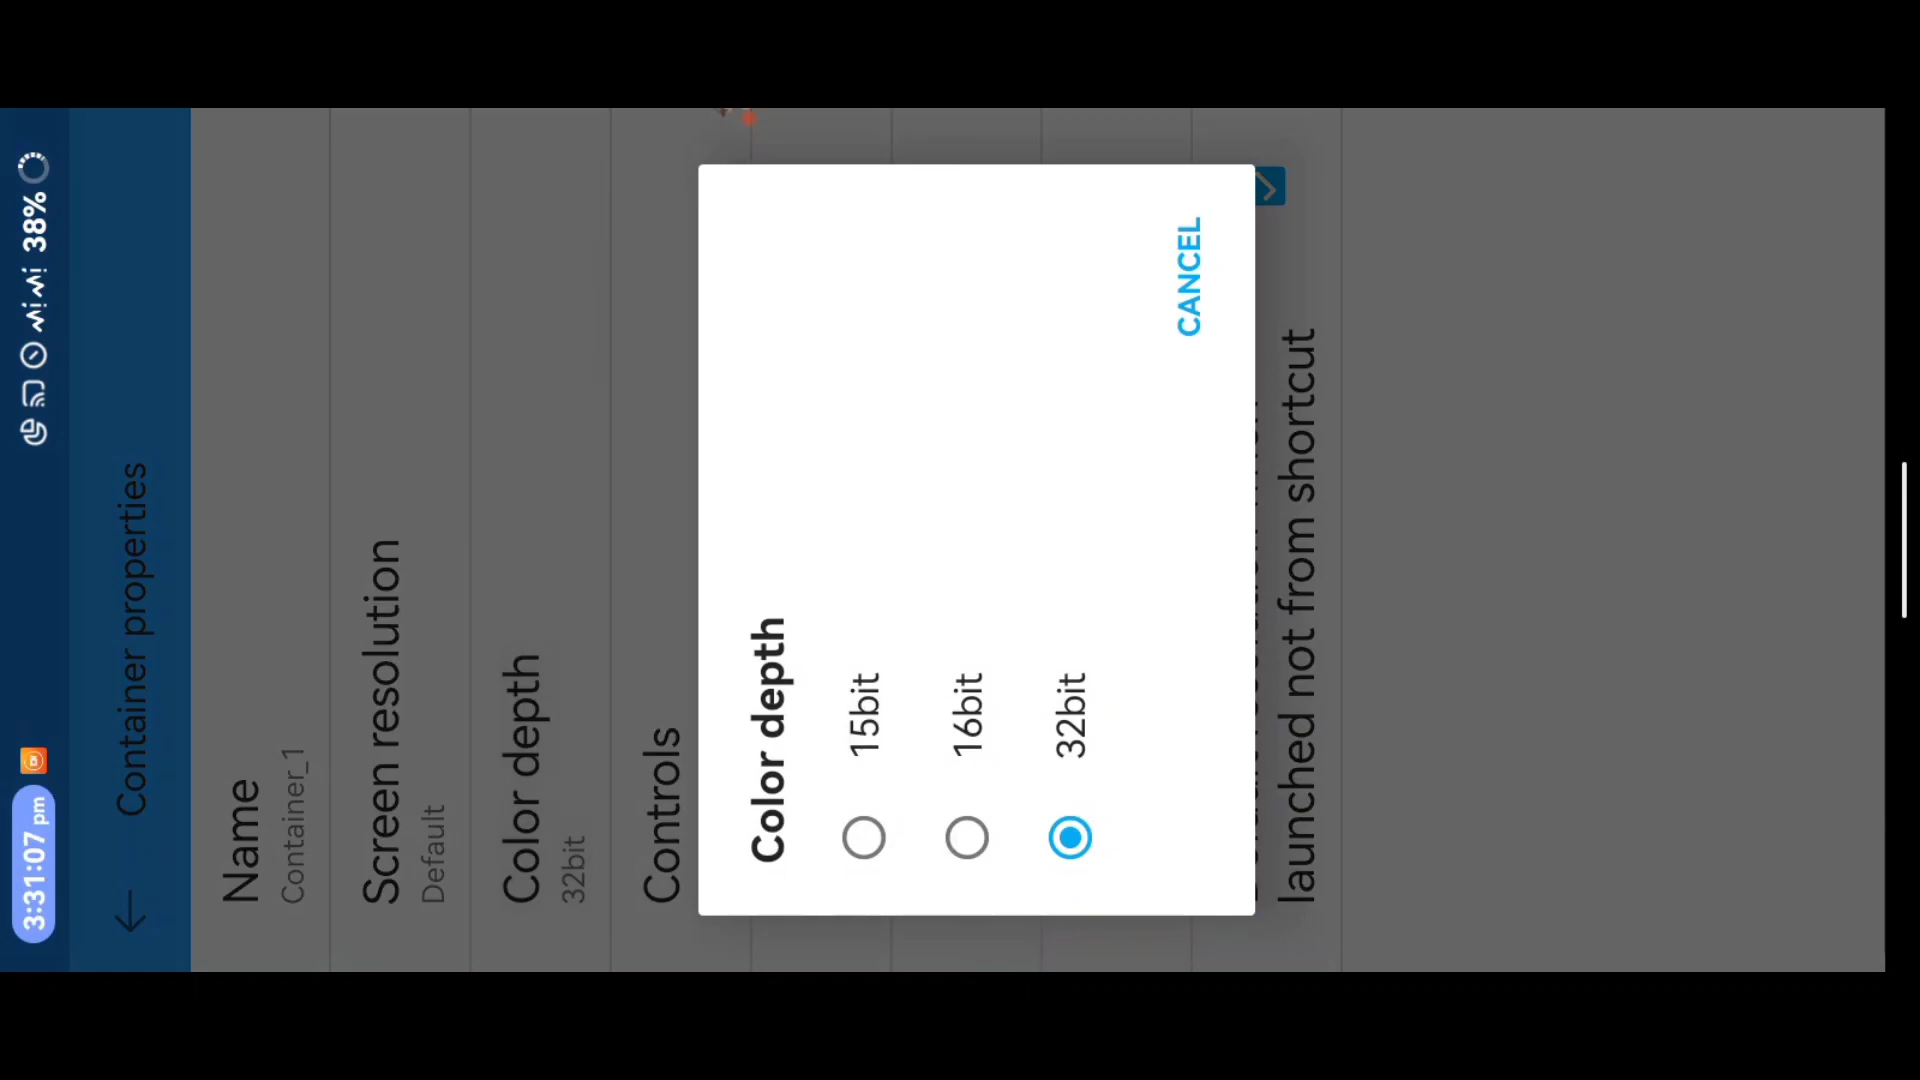 3:31:07 pm
38%
Container properties
Name
Container_1
Screen resolution
Default
Color depth
32bit
Controls
Color depth
15bit
16bit
32bit
CANCEL
launched not from shortcut